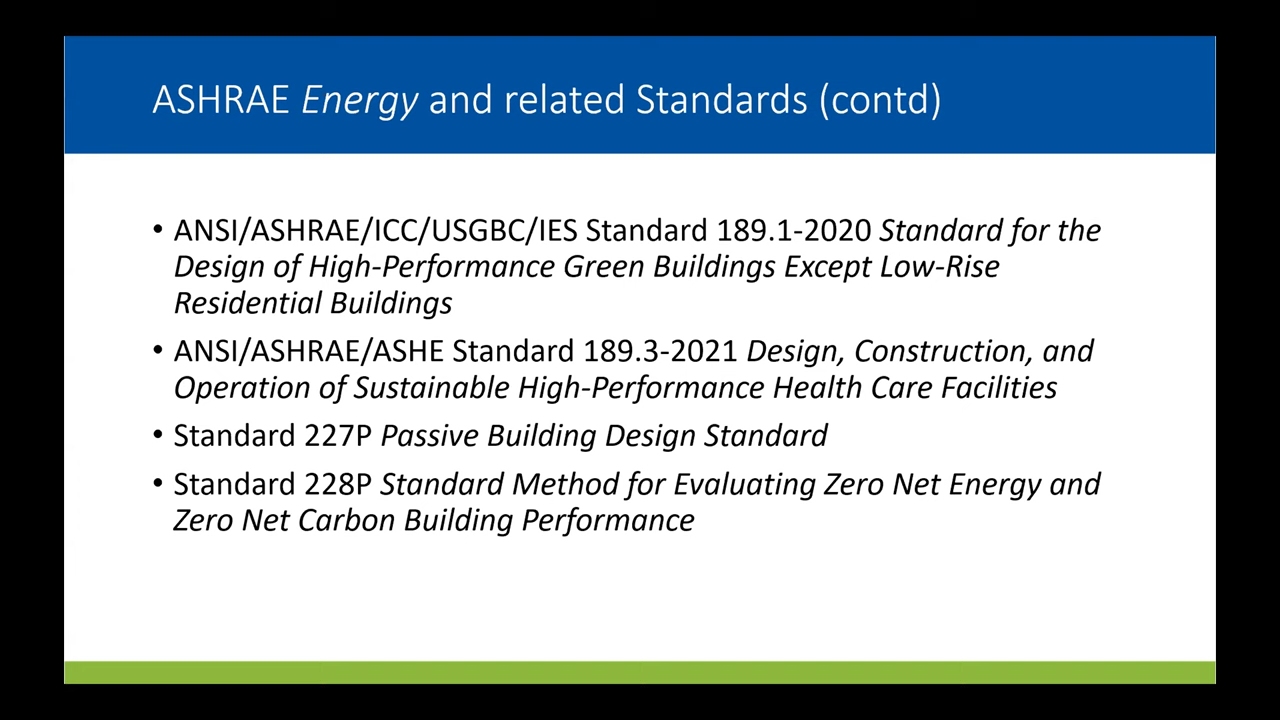 ASHRAE Energy and related Standards (contd)
• ANSI/ASHRAE/ICC/USGBC/IES Standard 189.1-2020 Standard for the
Design of High-Performance Green Buildings Except Low-Rise
Residential Buildings
• ANSI/ASHRAE/ASHE Standard 189.3-2021 Design, Construction, and
Operation of Sustainable High-Performance Health Care Facilities
• Standard 227P Passive Building Design Standard
• Standard 228P Standard Method for Evaluating Zero Net Energy and
Zero Net Carbon Building Performance